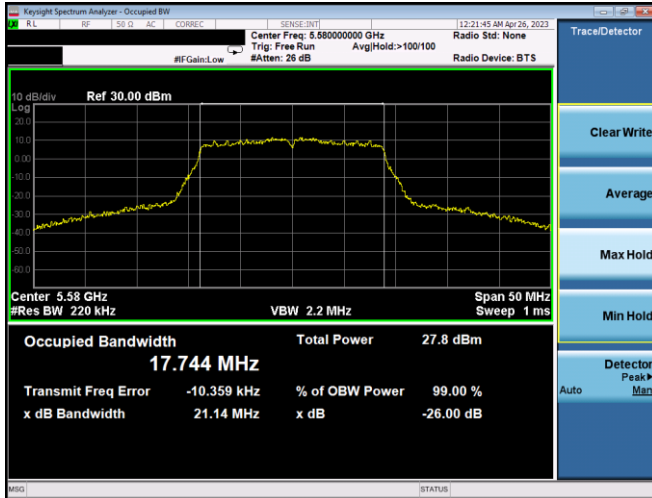 Keysight Spectrum Analyzer - Occupied BW
RL RF 50 Ω AC CORREC SENSE:INT 12:21:45 AM Apr 26, 2023
Center Freq: 5.580000000 GHz Radio Std: None
Trig: Free Run Avg|Hold:>100/100
#IFGain:Low #Atten: 26 dB Radio Device: BTS
10 dB/div Ref 30.00 dBm
Log
20.0
10.0
0.00
-10.0
-20.0
-30.0
-40.0
-50.0
-60.0
Center 5.58 GHz Span 50 MHz
#Res BW 220 kHz VBW 2.2 MHz Sweep 1 ms
Occupied Bandwidth Total Power 27.8 dBm
17.744 MHz
Transmit Freq Error -10.359 kHz % of OBW Power 99.00 %
x dB Bandwidth 21.14 MHz x dB -26.00 dB
MSG STATUS
Trace/Detector
Clear Write
Average
Max Hold
Min Hold
Detector
Peak▶
Auto Man